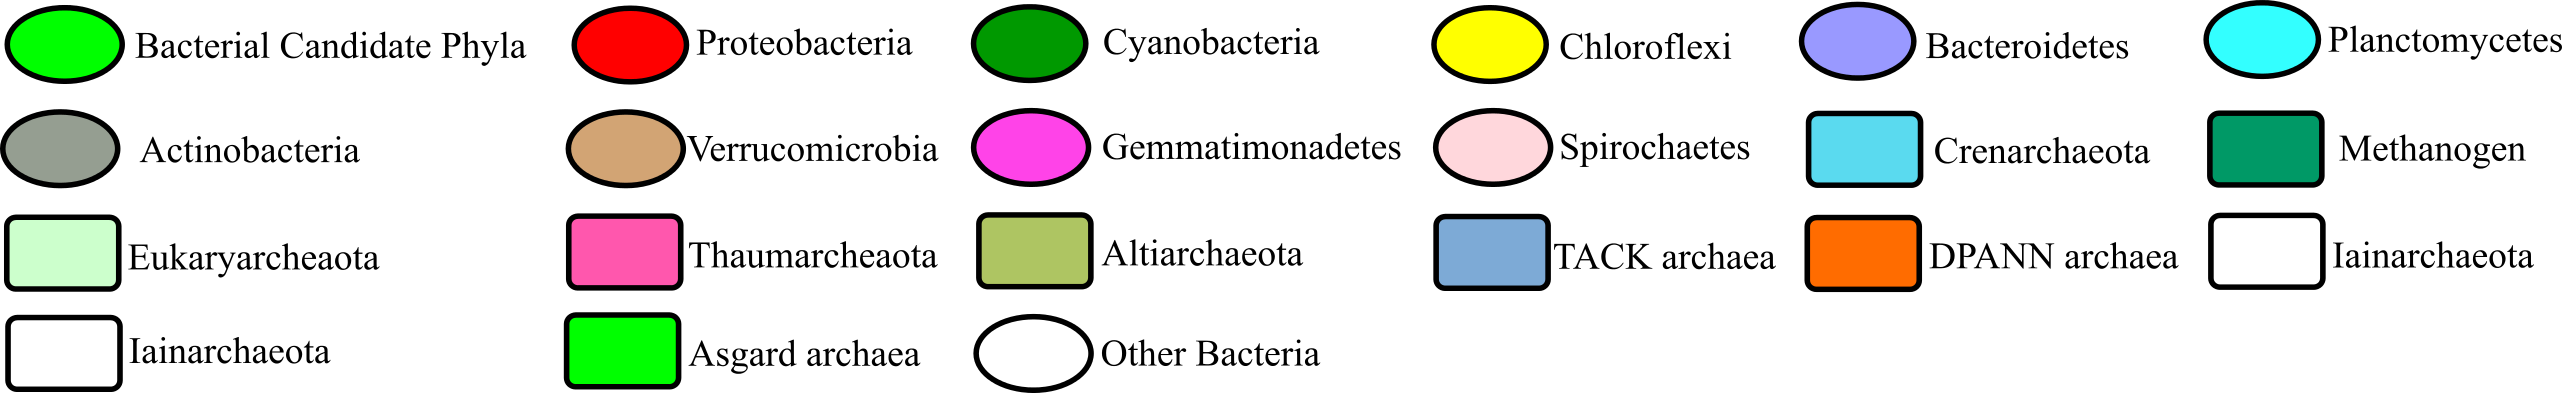 Bacterial Candidate Phyla Proteobacteria Cyanobacteria Chloroflexi Bacteroidetes Planctomycetes
Actinobacteria Verrucomicrobia Gemmatimonadetes Spirochaetes Crenarchaeota Methanogen
Eukaryarcheaota Thaumarcheaota Altiarchaeota TACK archaea DPANN archaea Iainarchaeota
Iainarchaeota Asgard archaea Other Bacteria